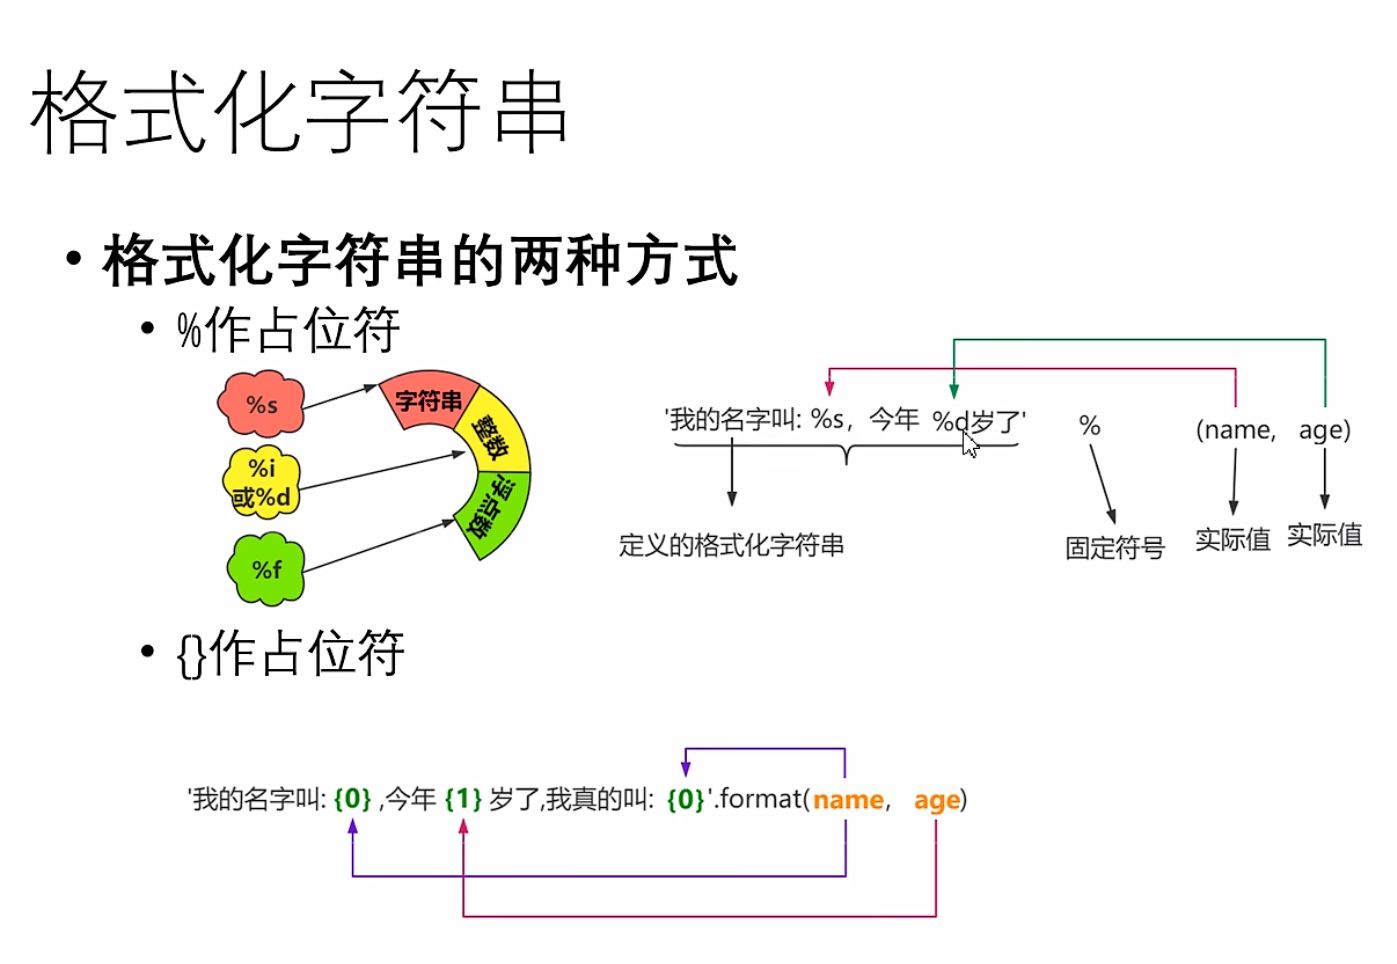 格式化字符串
• 格式化字符串的两种方式
• %作占位符
%s
字符串
%i
或%d
整数
%f
浮点数
'我的名字叫: %s, 今年 %d岁了' % (name, age)
定义的格式化字符串
固定符号
实际值
实际值
• {}作占位符
'我的名字叫: {0} ,今年 {1} 岁了,我真的叫: {0}'.format(name, age)